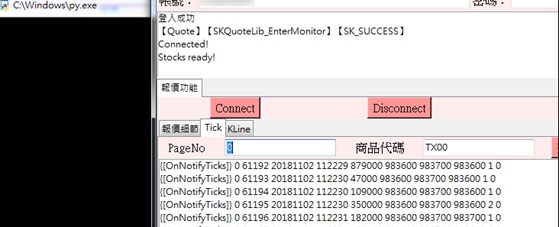 C:\Windows\py.exe
密碼：
登入成功
【Quote】【SKQuoteLib_EnterMonitor】【SK_SUCCESS】
Connected!
Stocks ready!
報價功能
Connect Disconnect
報價細節 Tick KLine
PageNo 0 商品代碼 TX00
{[OnNotifyTicks]} 0 61192 20181102 112229 879000 983600 983700 983600 1 0
{[OnNotifyTicks]} 0 61193 20181102 112230 47000 983600 983700 983600 1 0
{[OnNotifyTicks]} 0 61194 20181102 112230 109000 983600 983700 983600 1 0
{[OnNotifyTicks]} 0 61195 20181102 112230 350000 983600 983700 983600 2 0
{[OnNotifyTicks]} 0 61196 20181102 112231 182000 983600 983700 983700 1 0